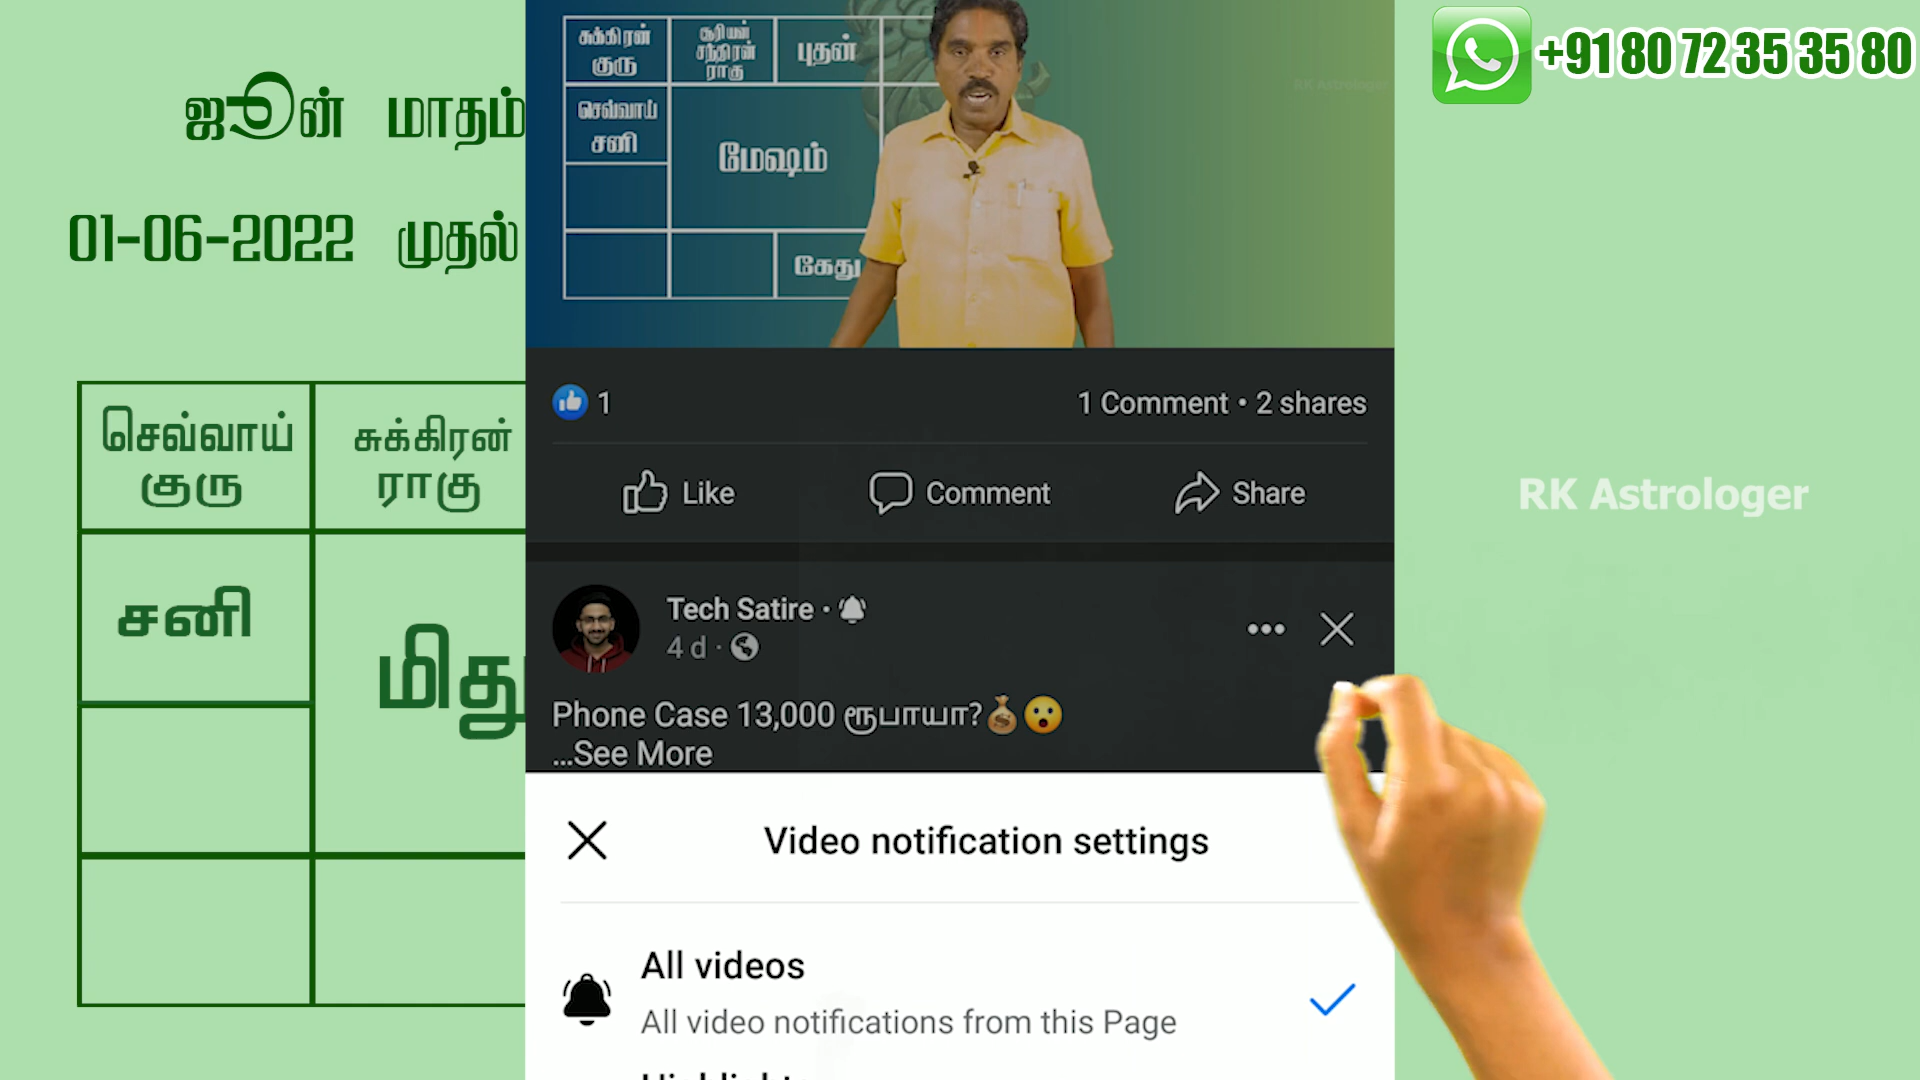 +91 80 72 35 35 80
ஜூன் மாதம்
01-06-2022 முதல்
செவ்வாய்
குரு
சுக்கிரன்
ராகு
சனி
மிது
சுக்கிரன்
குரு
சூரியன்
சந்திரன்
ராகு
புதன்
செவ்வாய்
சனி
மேஷம்
கேது
RK Astrologer
1
1 Comment • 2 shares
Like
Comment
Share
Tech Satire •
4 d ·
Phone Case 13,000 ரூபாயா?💰😮
...See More
Video notification settings
All videos
All video notifications from this Page
RK Astrologer